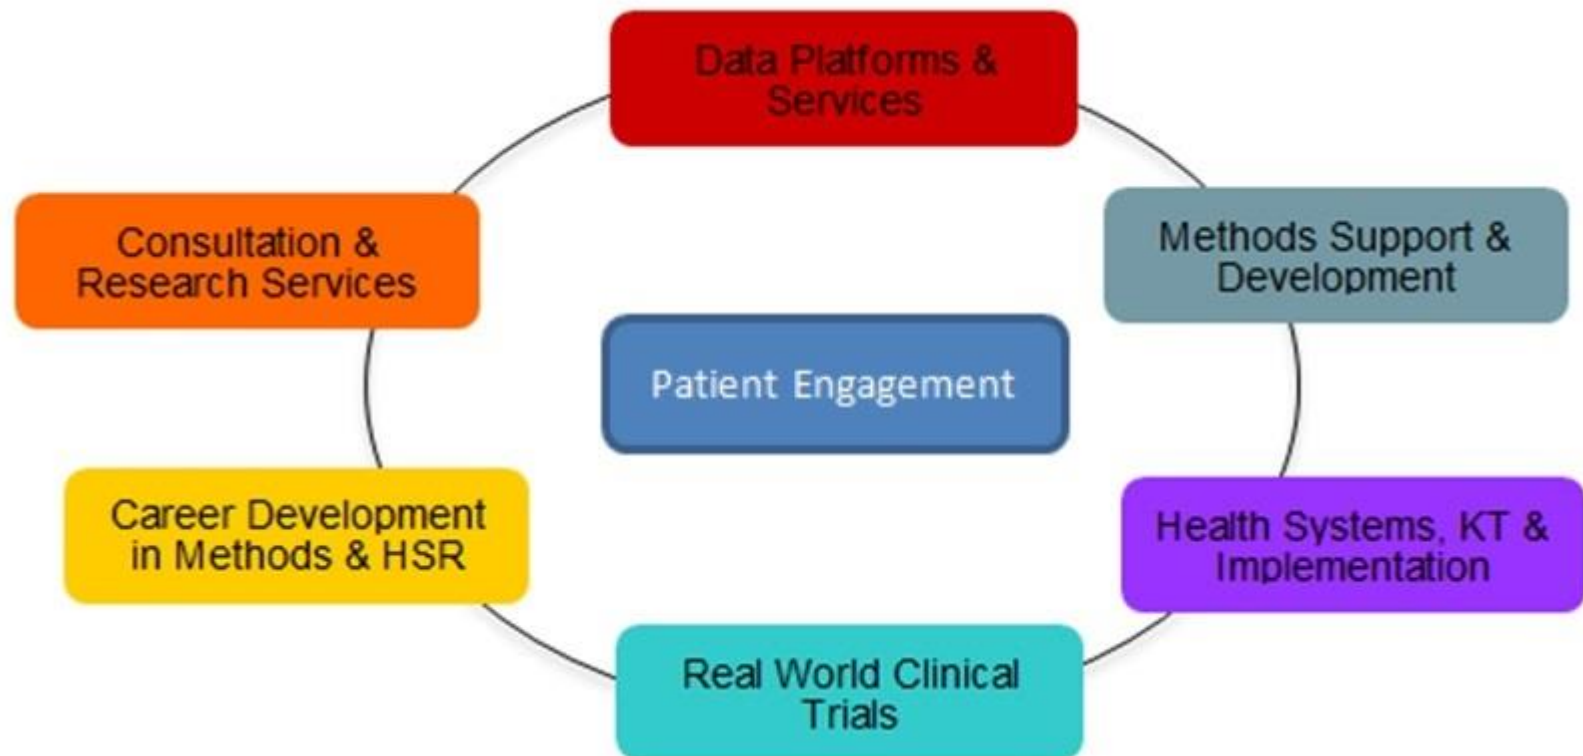 Data Platforms &
Services
Consultation &
Research Services
Methods Support &
Development
Patient Engagement
Career Development
in Methods & HSR
Health Systems, KT &
Implementation
Real World Clinical
Trials